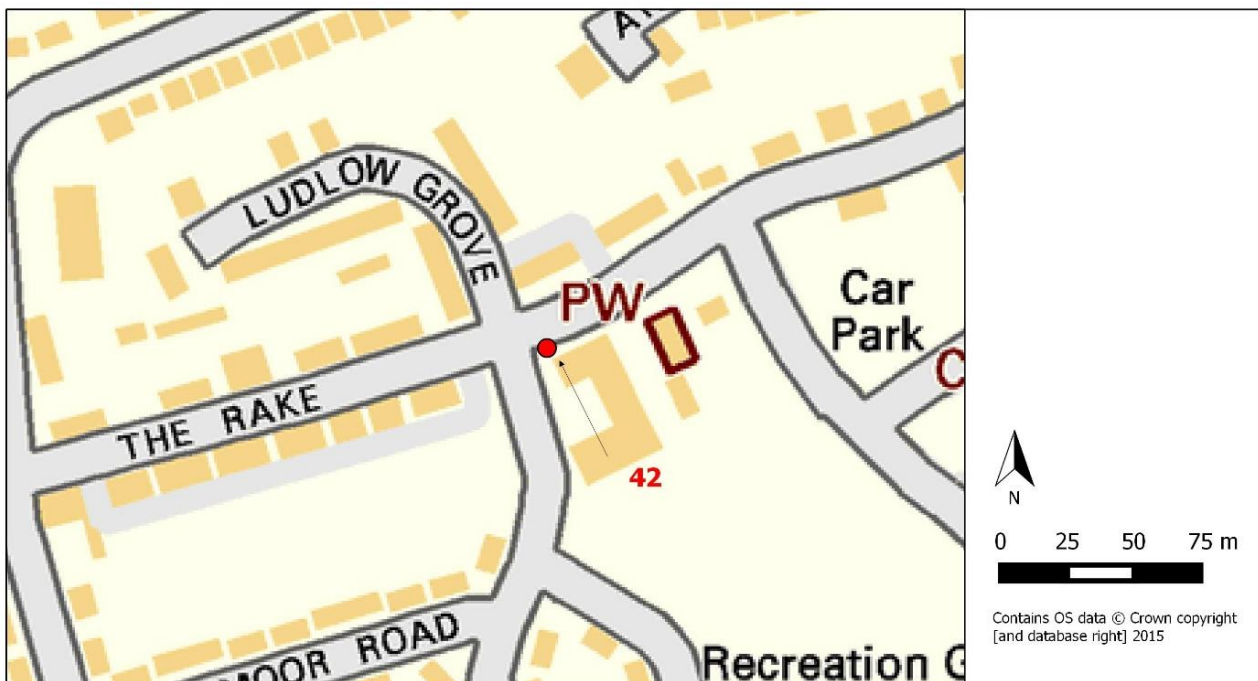 LUDLOW GROVE
PW
Car
Park
THE RAKE
42
MOOR ROAD
Recreation G
C
N
0 25 50 75 m
Contains OS data © Crown copyright
[and database right] 2015